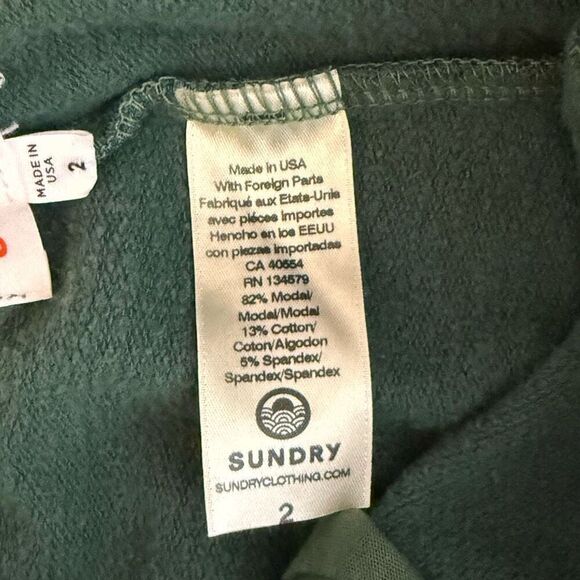 MADE IN
USA
2
Made in USA
With Foreign Parts
Fabriqué aux Etats-Unis
avec pièces importes
Hencho en los EEUU
con piazas importadas
CA 40554
RN 134579
82% Modal/
Modal/Modal
13% Cotton/
Coton/Algodon
5% Spandex/
Spandex/Spandex
SUNDRY
SUNDRYCLOTHING.COM
2